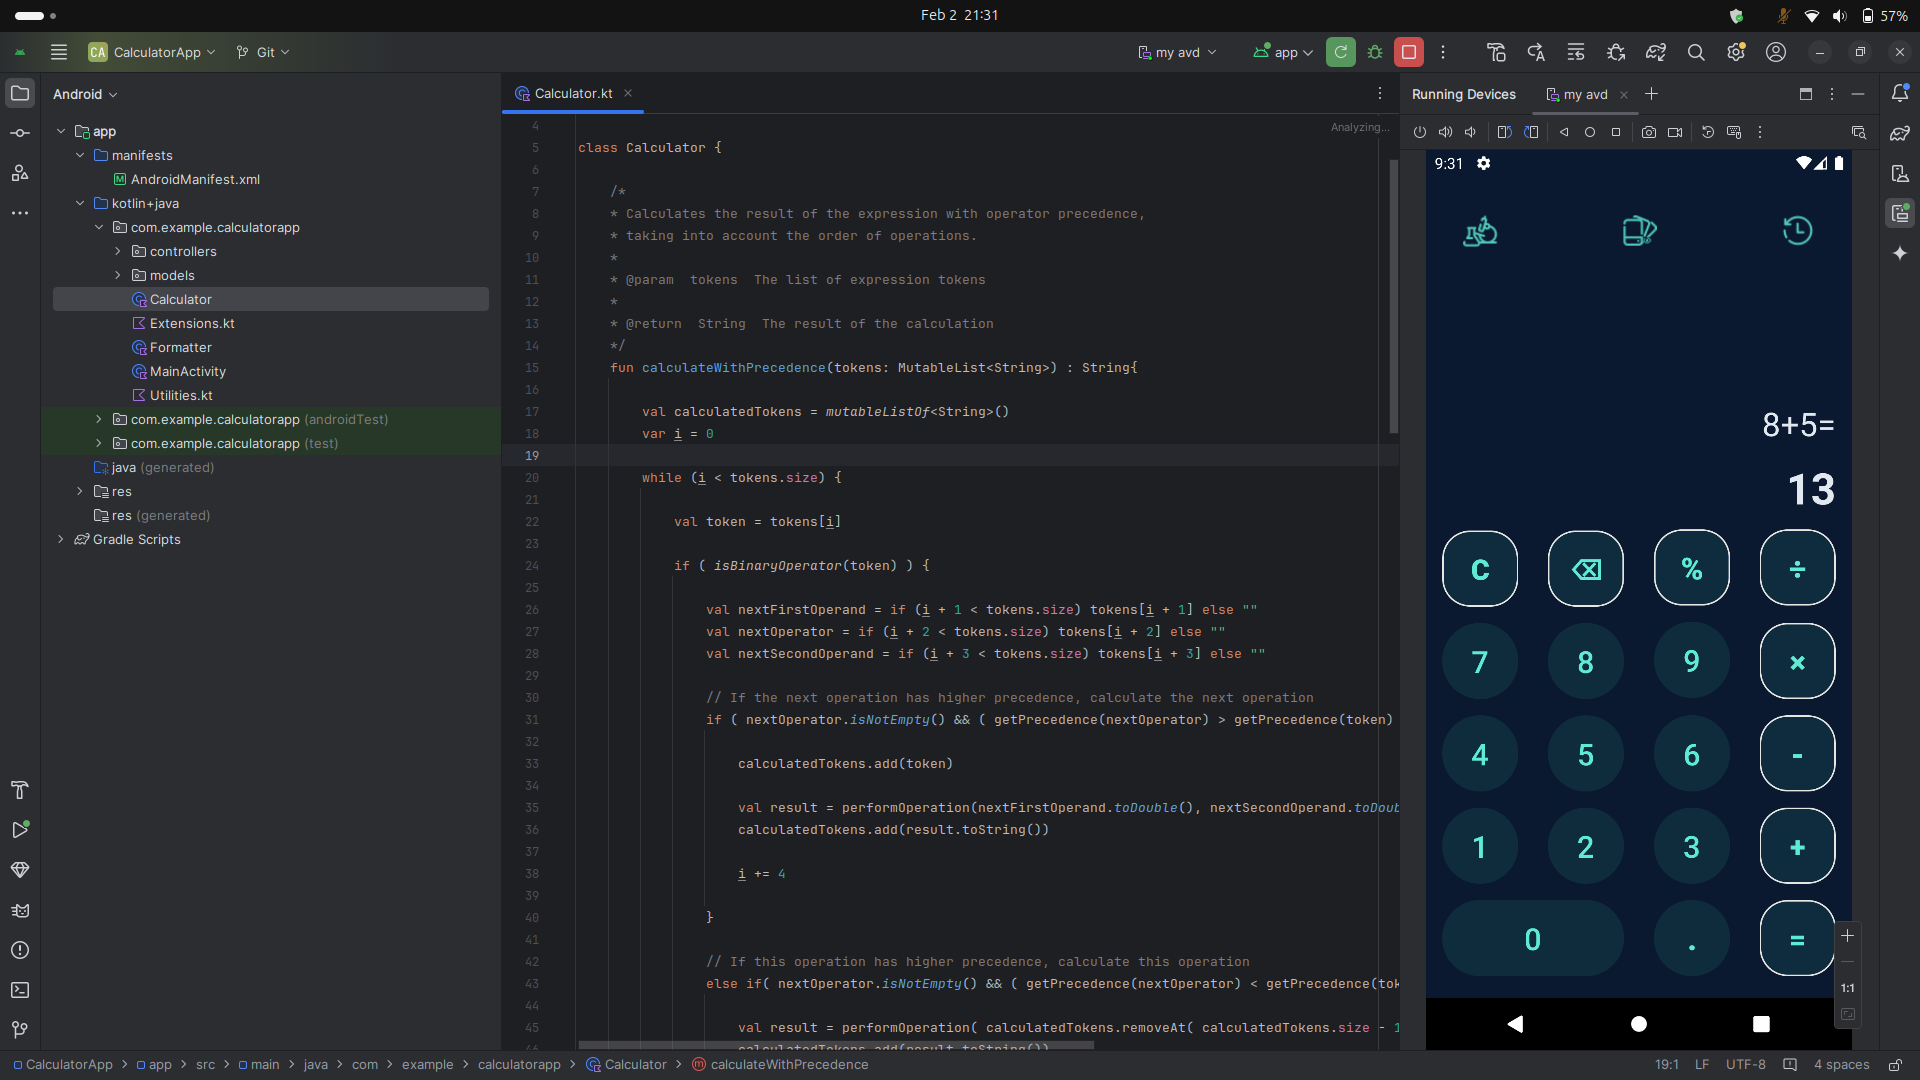 Feb 2 21:31
57%
CA CalculatorApp
Git
my avd
app
Android
app
manifests
AndroidManifest.xml
kotlin+java
com.example.calculatorapp
controllers
models
Calculator
Extensions.kt
Formatter
MainActivity
Utilities.kt
com.example.calculatorapp (androidTest)
com.example.calculatorapp (test)
java (generated)
res
res (generated)
Gradle Scripts
Calculator.kt
Analyzing...
4
5 class Calculator {
6
7 /*
8 * Calculates the result of the expression with operator precedence,
9 * taking into account the order of operations.
10 *
11 * @param  tokens  The list of expression tokens
12 *
13 * @return  String  The result of the calculation
14 */
15 fun calculateWithPrecedence(tokens: MutableList<String>) : String{
16
17 val calculatedTokens = mutableListOf<String>()
18 var i = 0
19
20 while (i < tokens.size) {
21
22 val token = tokens[i]
23
24 if ( isBinaryOperator(token) ) {
25
26 val nextFirstOperand = if (i + 1 < tokens.size) tokens[i + 1] else ""
27 val nextOperator = if (i + 2 < tokens.size) tokens[i + 2] else ""
28 val nextSecondOperand = if (i + 3 < tokens.size) tokens[i + 3] else ""
29
30 // If the next operation has higher precedence, calculate the next operation
31 if ( nextOperator.isNotEmpty() && ( getPrecedence(nextOperator) > getPrecedence(token)
32
33 calculatedTokens.add(token)
34
35 val result = performOperation(nextFirstOperand.toDouble(), nextSecondOperand.toDoub
36 calculatedTokens.add(result.toString())
37
38 i += 4
39
40 }
41
42 // If this operation has higher precedence, calculate this operation
43 else if( nextOperator.isNotEmpty() && ( getPrecedence(nextOperator) < getPrecedence(tok
44
45 val result = performOperation( calculatedTokens.removeAt( calculatedTokens.size - 1
calculatedTokens.add(result.toString())
Running Devices
my avd
9:31
8+5=
13
C % ÷
7 8 9 ×
4 5 6 -
1 2 3 +
0 . =
1:1
CalculatorApp > app > src > main > java > com > example > calculatorapp > Calculator > calculateWithPrecedence
19:1 LF UTF-8 4 spaces